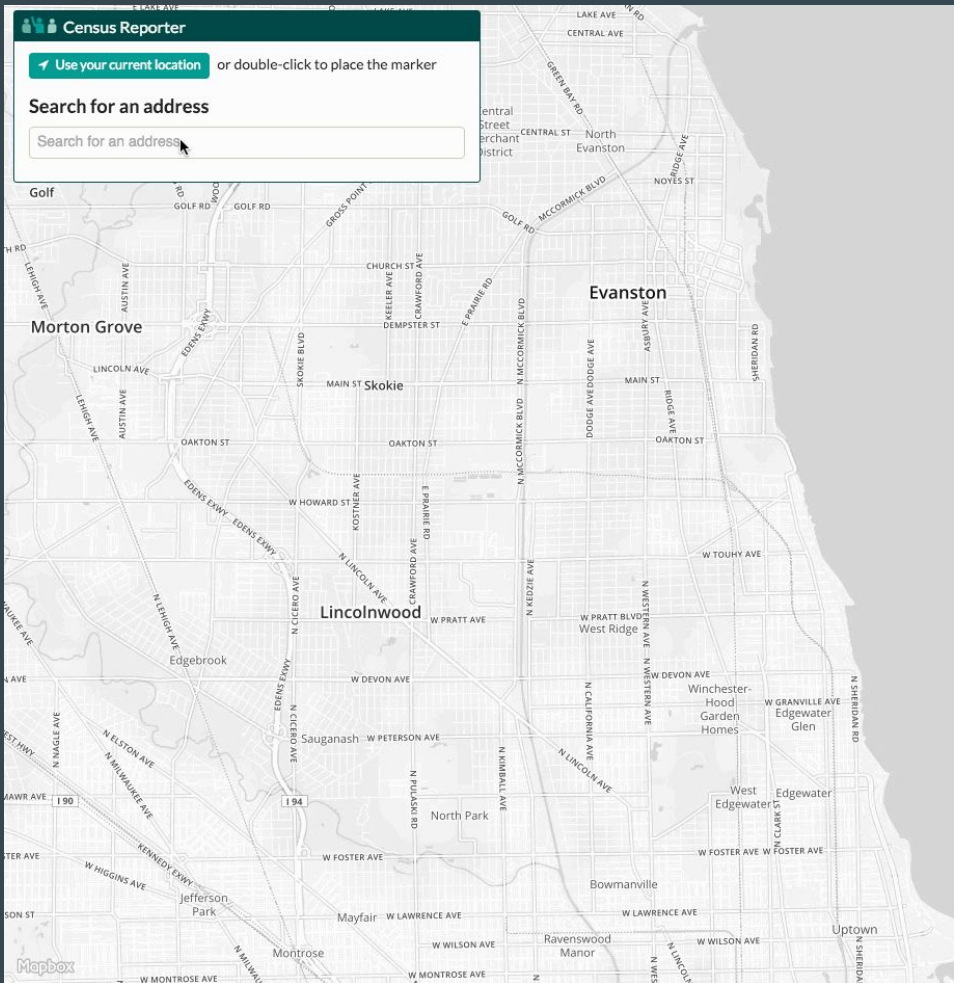 E LAKE AVE
LAKE AVE
Census Reporter
Use your current location or double-click to place the marker
Search for an address
Search for an address
LAKE AVE
CENTRAL AVE
GREEN BAY RD
Street
District
CENTRAL ST
North
Evanston
RIDGE AVE
NOYES ST
MCCORMICK BLVD
GOLF RD
Golf
RD
GOLF RD
GOLF RD
GROSS POINT
CHURCH ST
AUSTIN AVE
LEHIGH AVE
KEELER AVE
CRAWFORD AVE
E PRAIRIE RD
Evanston
ASBURY AVE
Morton Grove
EDENS EXWY
DEMPSTER ST
N MCCORMICK BLVD
SKOKIE BLVD
DODGE AVE
DODGE AVE
SHERIDAN RD
LINCOLN AVE
MAIN ST
Skokie
MAIN ST
AUSTIN AVE
LEHIGH AVE
RIDGE AVE
N MCCORMICK BLVD
OAKTON ST
OAKTON ST
OAKTON ST
EDENS EXWY
EDENS EXWY
W HOWARD ST
KOSTNER AVE
E PRAIRIE RD
W TOUHY AVE
N LINCOLN AVE
CRAWFORD AVE
N KEDZIE AVE
N CICERO AVE
N LEHIGH AVE
Lincolnwood
W PRATT AVE
W PRATT BLVD
West Ridge
N WESTERN AVE
N WESTERN AVE
Edgebrook
EDENS EXWY
W DEVON AVE
W DEVON AVE
N CALIFORNIA AVE
Winchester-
Hood
Garden
Homes
W GRANVILLE AVE
Edgewater
Glen
N SHERIDAN RD
N NAGLE AVE
N CICERO AVE
N ELSTON AVE
N MILWAUKEE AVE
Sauganash
W PETERSON AVE
N LINCOLN AVE
N KIMBALL AVE
N PULASKI RD
I 90
I 94
North Park
West
Edgewater
Edgewater
N CLARK ST
W FOSTER AVE
W FOSTER AVE
W FOSTER AVE
W HIGGINS AVE
KENNEDY EXWY
Jefferson
Park
Bowmanville
Mayfair
W LAWRENCE AVE
W LAWRENCE AVE
Uptown
W WILSON AVE
Ravenswood
Manor
W WILSON AVE
Montrose
Mapbox
W MONTROSE AVE
W MONTROSE AVE